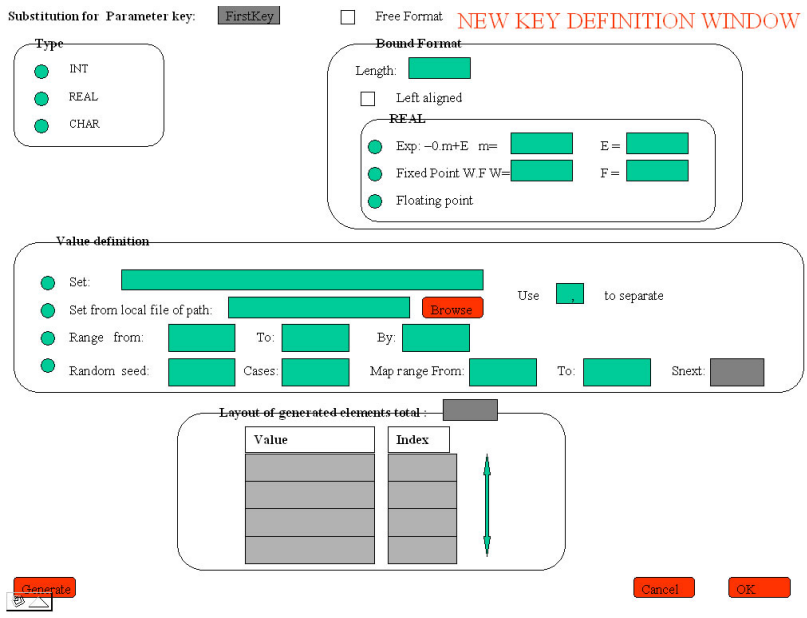 Substitution for Parameter key: FirstKey Free Format NEW KEY DEFINITION WINDOW
Type
INT
REAL
CHAR
Bound Format
Length:
Left aligned
REAL
Exp: –0.m+E m= E =
Fixed Point W.F W= F =
Floating point
Value definition
Set:
Use , to separate
Set from local file of path: Browse
Range from: To: By:
Random seed: Cases: Map range From: To: Snext:
Layout of generated elements total :
Value Index
Generate Cancel OK